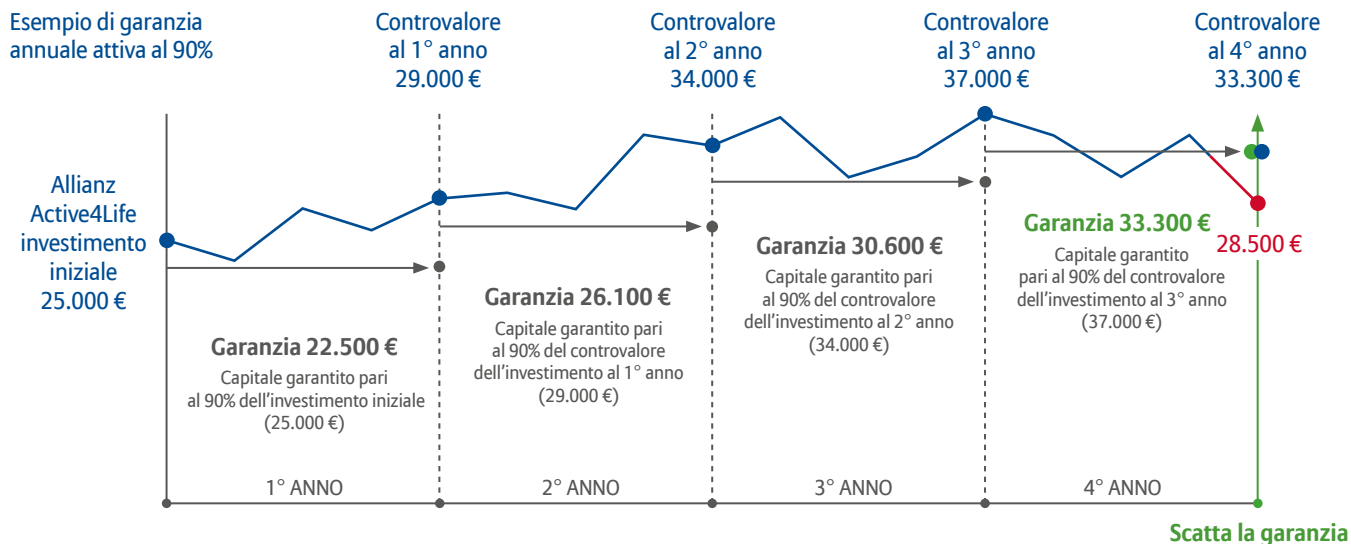 Esempio di garanzia
annuale attiva al 90%
Controvalore
al 1° anno
29.000 €
Controvalore
al 2° anno
34.000 €
Controvalore
al 3° anno
37.000 €
Controvalore
al 4° anno
33.300 €
Allianz
Active4Life
investimento
iniziale
25.000 €
Garanzia 22.500 €
Capitale garantito pari
al 90% dell'investimento iniziale
(25.000 €)
Garanzia 26.100 €
Capitale garantito pari
al 90% del controvalore
dell'investimento al 1° anno
(29.000 €)
Garanzia 30.600 €
Capitale garantito pari
al 90% del controvalore
dell'investimento al 2° anno
(34.000 €)
Garanzia 33.300 €
Capitale garantito
pari al 90% del controvalore
dell'investimento al 3° anno
(37.000 €)
28.500 €
1° ANNO
2° ANNO
3° ANNO
4° ANNO
Scatta la garanzia